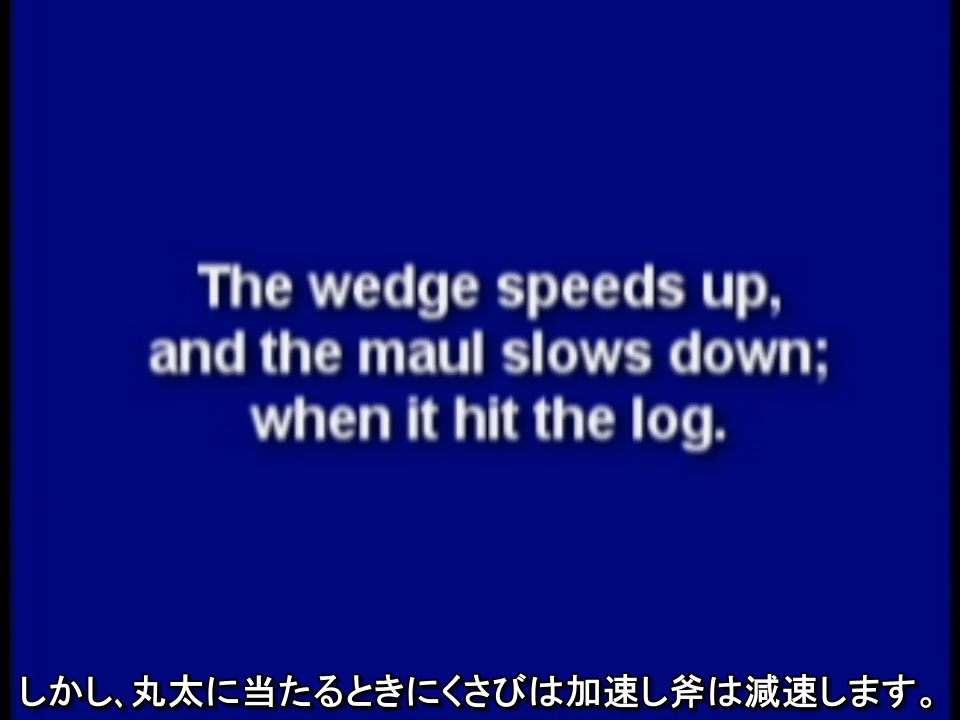 The wedge speeds up,
and the maul slows down;
when it hit the log.
しかし、丸太に当たるときにくさびは加速し斧は減速します。